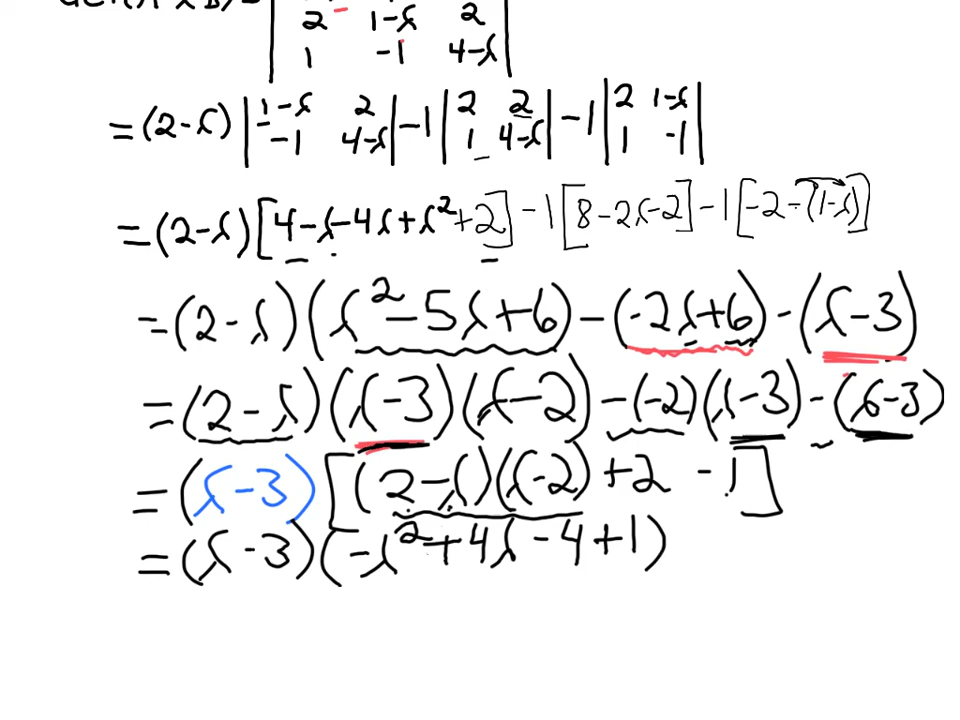 2 1-λ 2
1 -1 4-λ
= (2-λ) |1-λ 2 -1 4-λ| -1 |2 2 1 4-λ| -1 |2 1-λ 1 -1|
= (2-λ) [4-λ-4λ+λ²+2] -1 [8-2λ-2] -1 [-2-(1-λ)]
= (2-λ)(λ²-5λ+6) - (-2λ+6) - (λ-3)
= (2-λ)(λ-3)(λ-2) - (-2)(λ-3) - (λ-3)
= (λ-3) [(2-λ)(λ-2) +2 -1]
= (λ-3)(-λ²+4λ-4+1)